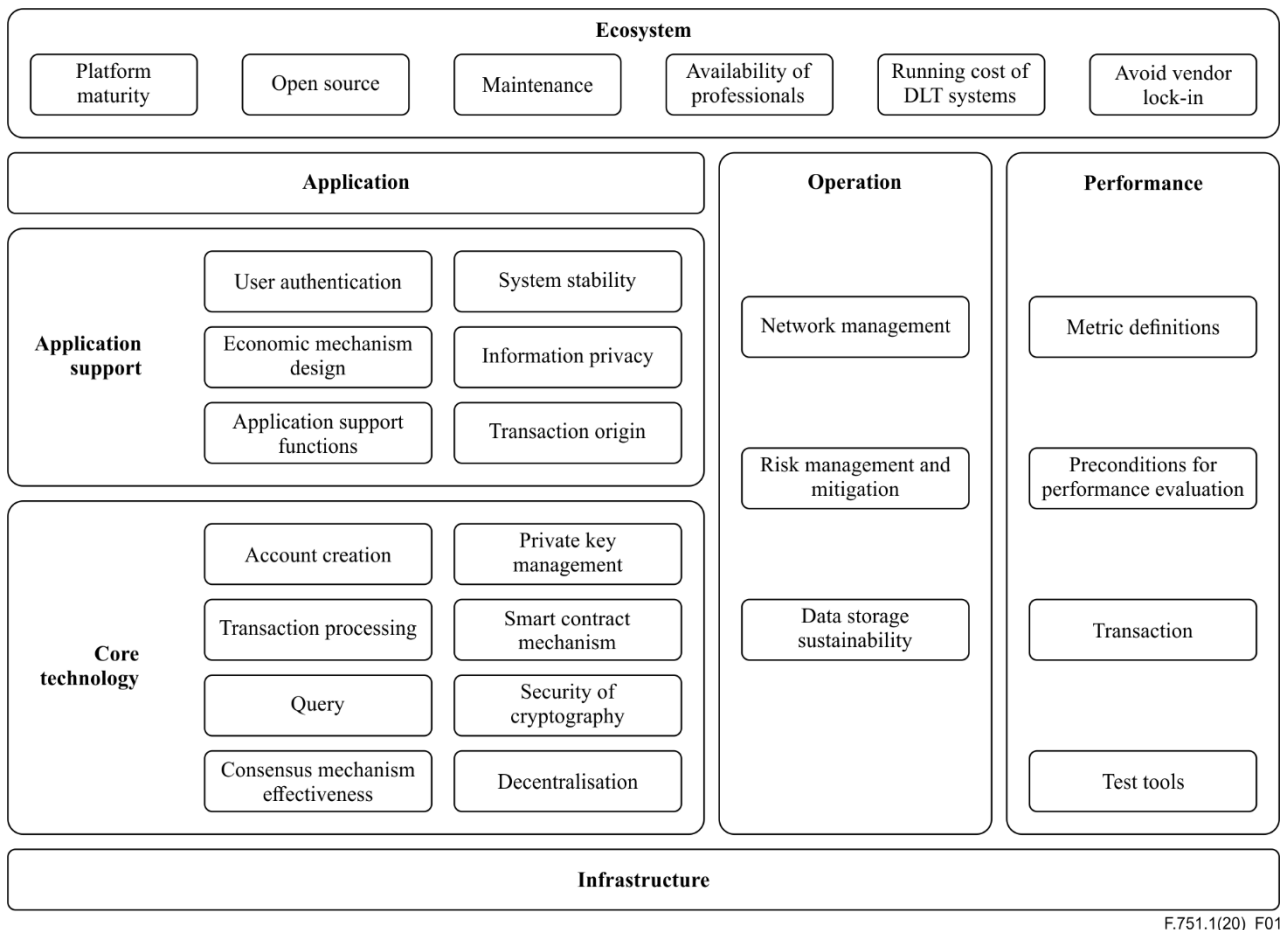 Ecosystem
Platform
maturity
Open source
Maintenance
Availability of
professionals
Running cost of
DLT systems
Avoid vendor
lock-in
Application
Application
support
User authentication
System stability
Economic mechanism
design
Information privacy
Application support
functions
Transaction origin
Core
technology
Account creation
Private key
management
Transaction processing
Smart contract
mechanism
Query
Security of
cryptography
Consensus mechanism
effectiveness
Decentralisation
Operation
Network management
Risk management and
mitigation
Data storage
sustainability
Performance
Metric definitions
Preconditions for
performance evaluation
Transaction
Test tools
Infrastructure
F.751.1(20)_F01